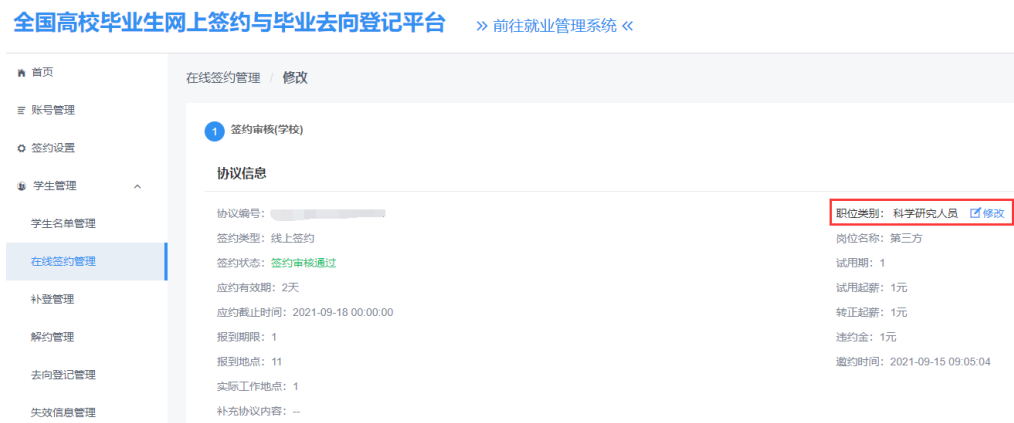 全国高校毕业生网上签约与毕业去向登记平台 » 前往就业管理系统 «
首页
账号管理
签约设置
学生管理
学生名单管理
在线签约管理
补登管理
解约管理
去向登记管理
失效信息管理
在线签约管理 / 修改
1 签约审核(学校)
协议信息
协议编号：
签约类型：线上签约
签约状态：签约审核通过
应约有效期：2天
应约截止时间：2021-09-18 00:00:00
报到期限：1
报到地点：11
实际工作地点：1
补充协议内容：--
职位类别：科学研究人员 修改
岗位名称：第三方
试用期：1
试用起薪：1元
转正起薪：1元
违约金：1元
邀约时间：2021-09-15 09:05:04